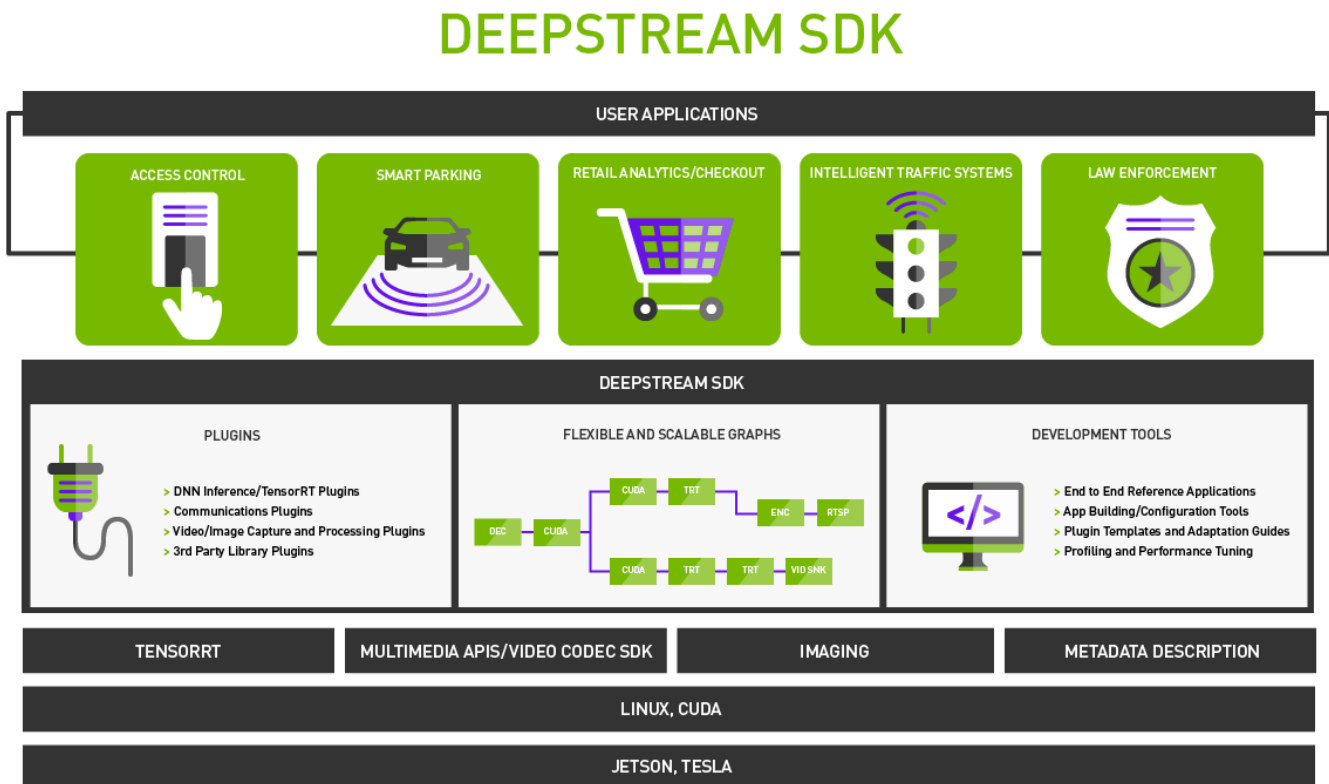 DEEPSTREAM SDK
USER APPLICATIONS
ACCESS CONTROL
SMART PARKING
RETAIL ANALYTICS/CHECKOUT
INTELLIGENT TRAFFIC SYSTEMS
LAW ENFORCEMENT
DEEPSTREAM SDK
PLUGINS
> DNN Inference/TensorRT Plugins
> Communications Plugins
> Video/Image Capture and Processing Plugins
> 3rd Party Library Plugins
FLEXIBLE AND SCALABLE GRAPHS
DEC
CUDA
CUDA
TRT
ENC
RTSP
CUDA
TRT
TRT
VID SNK
DEVELOPMENT TOOLS
</>
> End to End Reference Applications
> App Building/Configuration Tools
> Plugin Templates and Adaptation Guides
> Profiling and Performance Tuning
TENSORRT
MULTIMEDIA APIS/VIDEO CODEC SDK
IMAGING
METADATA DESCRIPTION
LINUX, CUDA
JETSON, TESLA